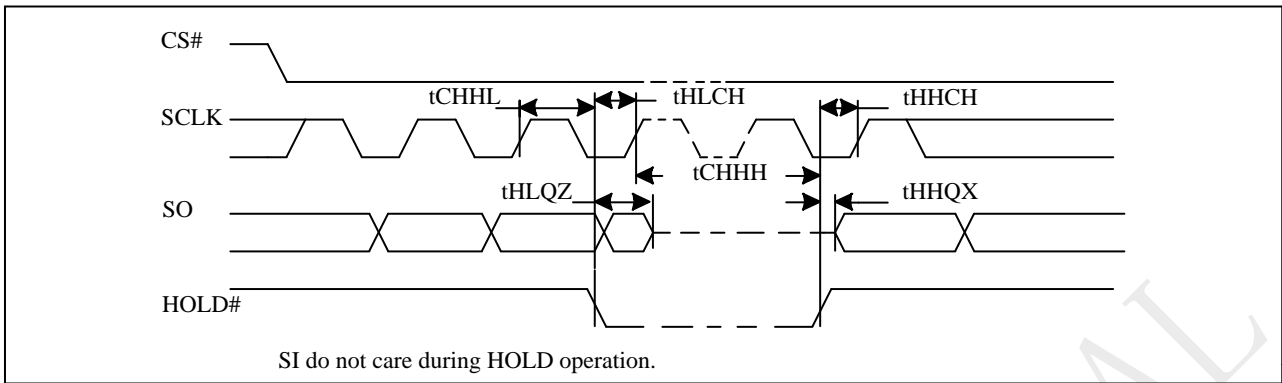 CS#
tCHHL
tHLCH
tHHCH
SCLK
tCHHH
tHLQZ
tHHQX
SO
HOLD#
SI do not care during HOLD operation.